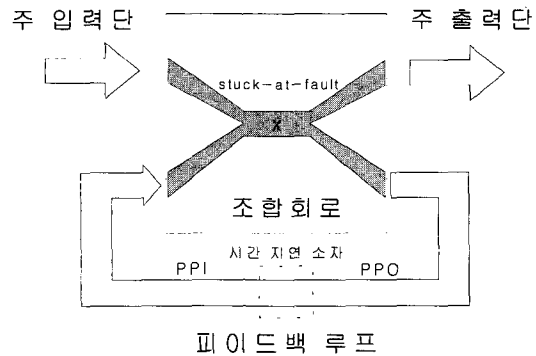 주 입력단
주 출력단
stuck-at-fault
X
조합회로
시간 지연 소자
PPI
PPO
피이드백 루프